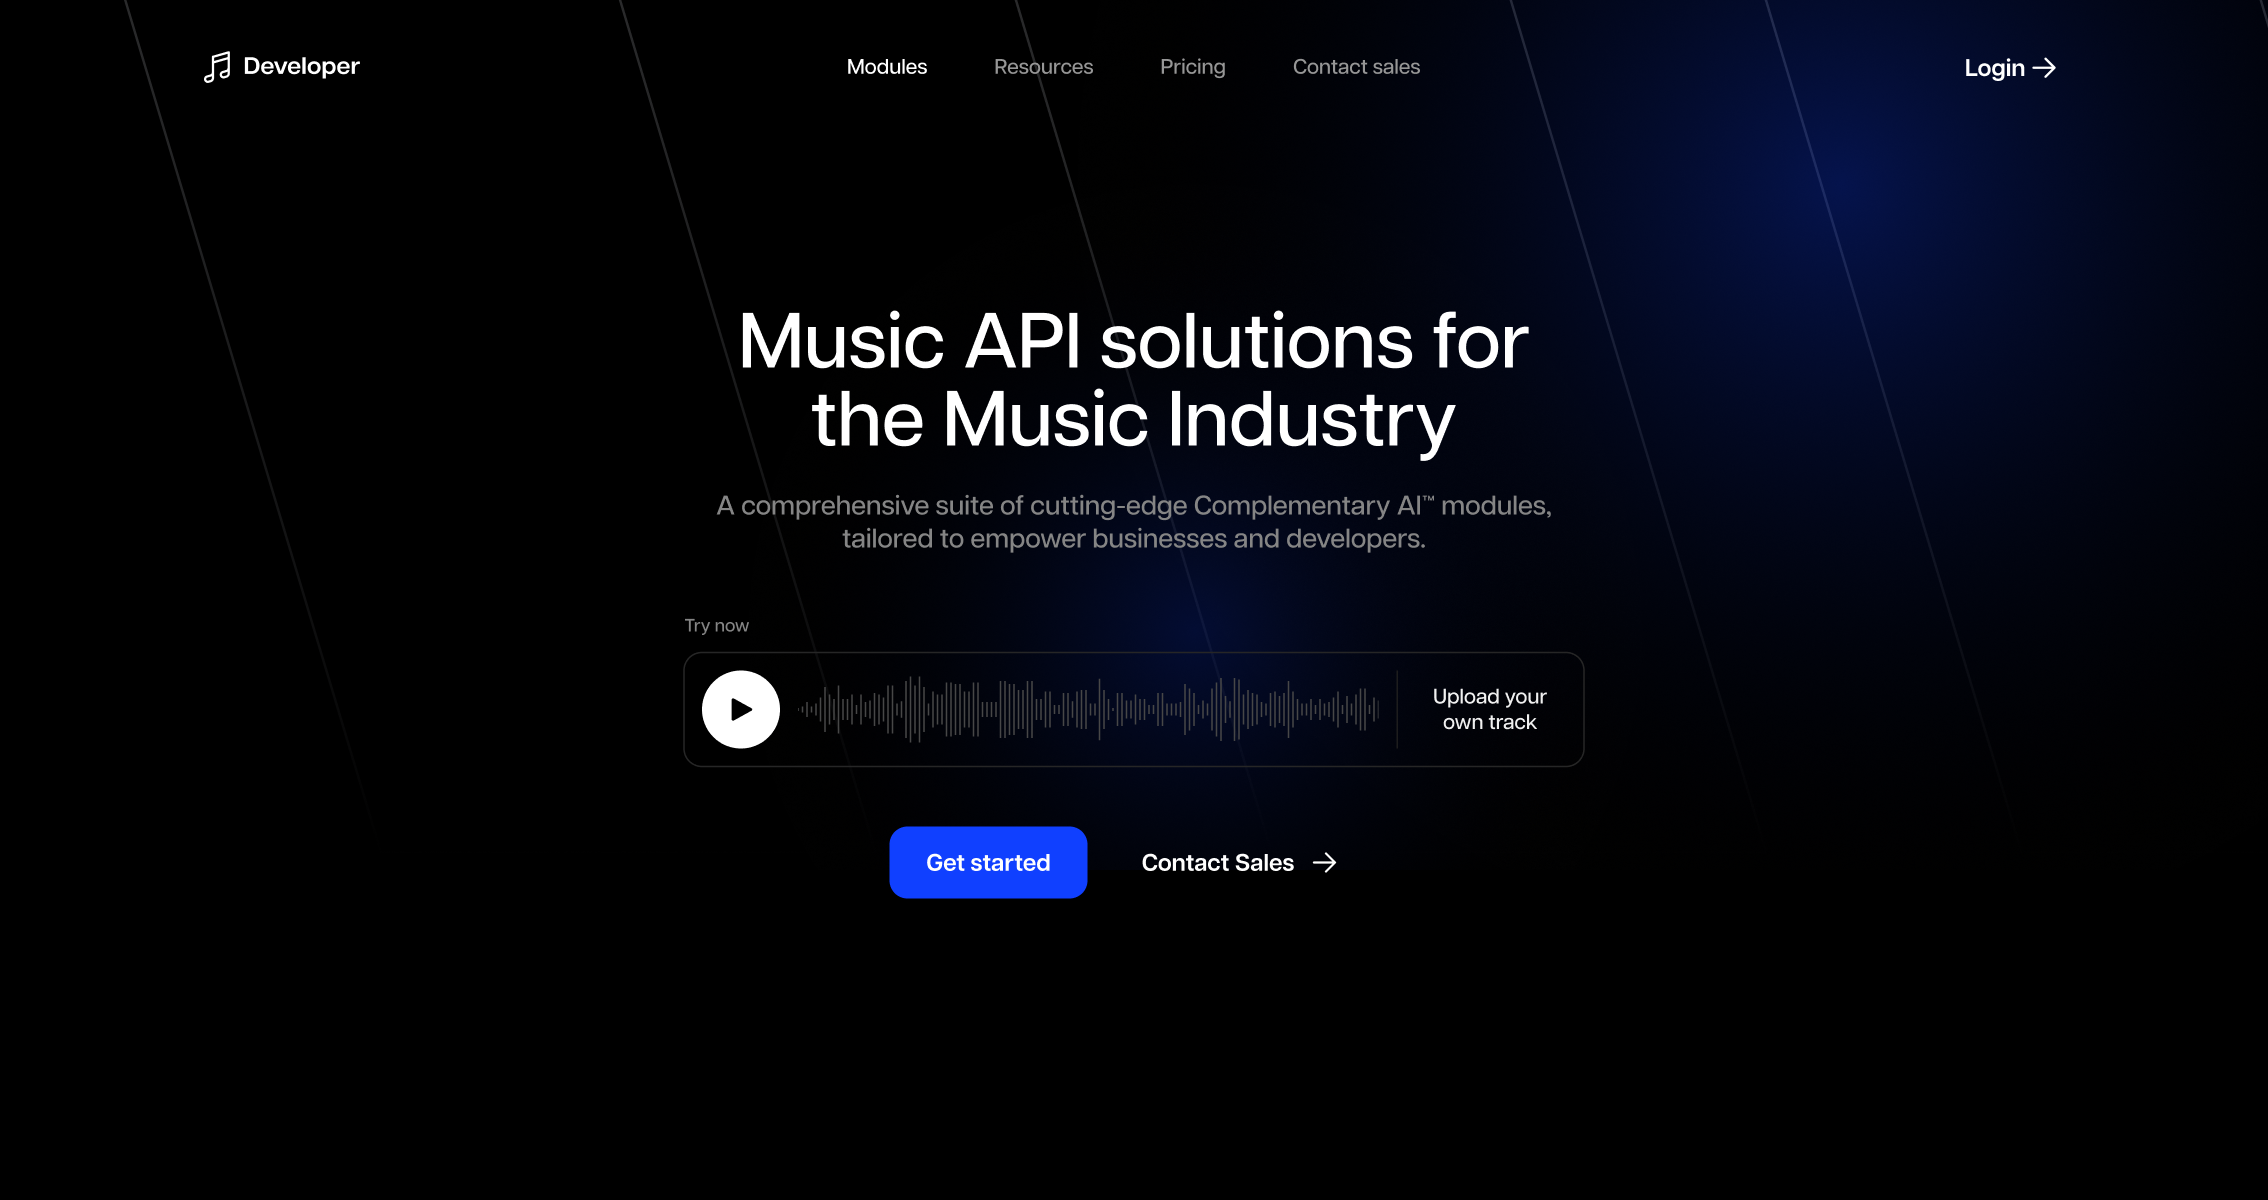 Developer
Modules
Resources
Pricing
Contact sales
Login
Music API solutions for
the Music Industry
A comprehensive suite of cutting-edge Complementary AI™ modules,
tailored to empower businesses and developers.
Try now
Upload your
own track
Get started
Contact Sales